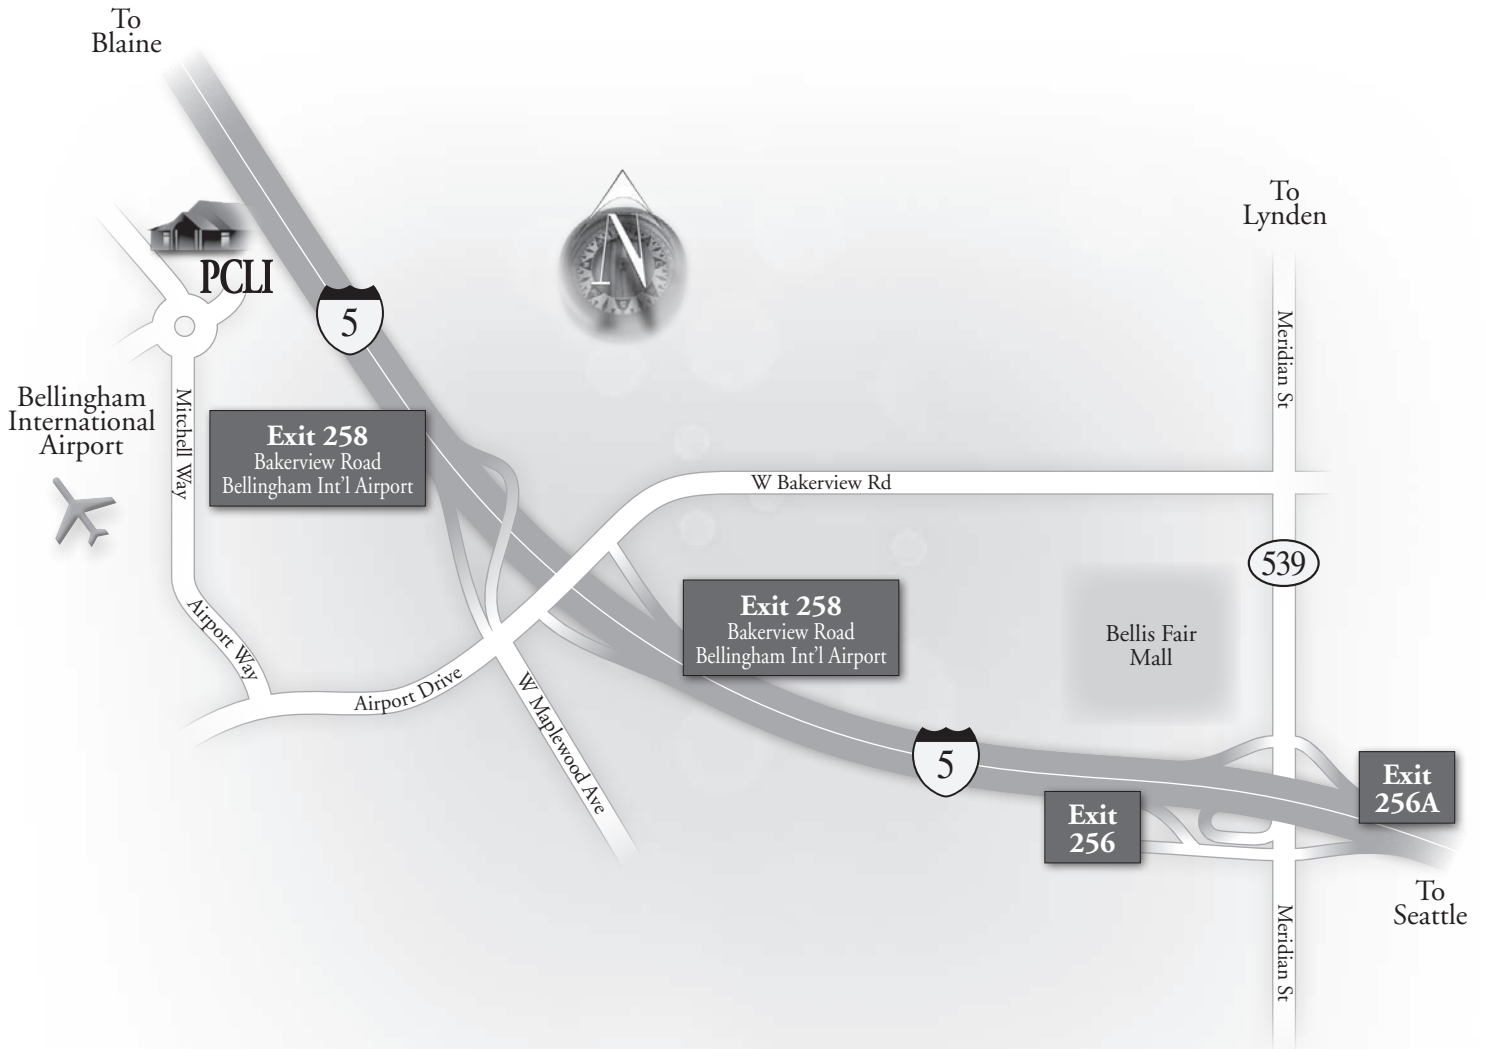 To
Blaine
To
Lynden
N
PCLI
5
Meridian St
Bellingham
International
Airport
Mitchell Way
Exit 258
Bakerview Road
Bellingham Int'l Airport
W Bakerview Rd
539
Exit 258
Bakerview Road
Bellingham Int'l Airport
Bellis Fair
Mall
Airport Way
Airport Drive
W Maplewood Ave
5
Exit
256A
Exit
256
To
Seattle
Meridian St